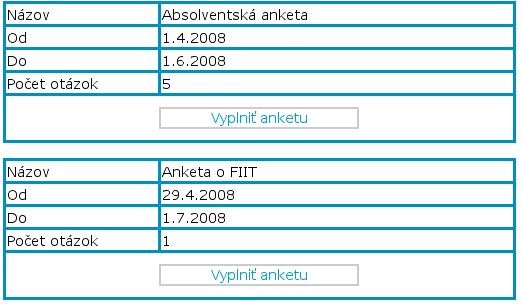 Názov Absolventská anketa
Od 1.4.2008
Do 1.6.2008
Počet otázok 5
Vyplniť anketu
Názov Anketa o FIIT
Od 29.4.2008
Do 1.7.2008
Počet otázok 1
Vyplniť anketu